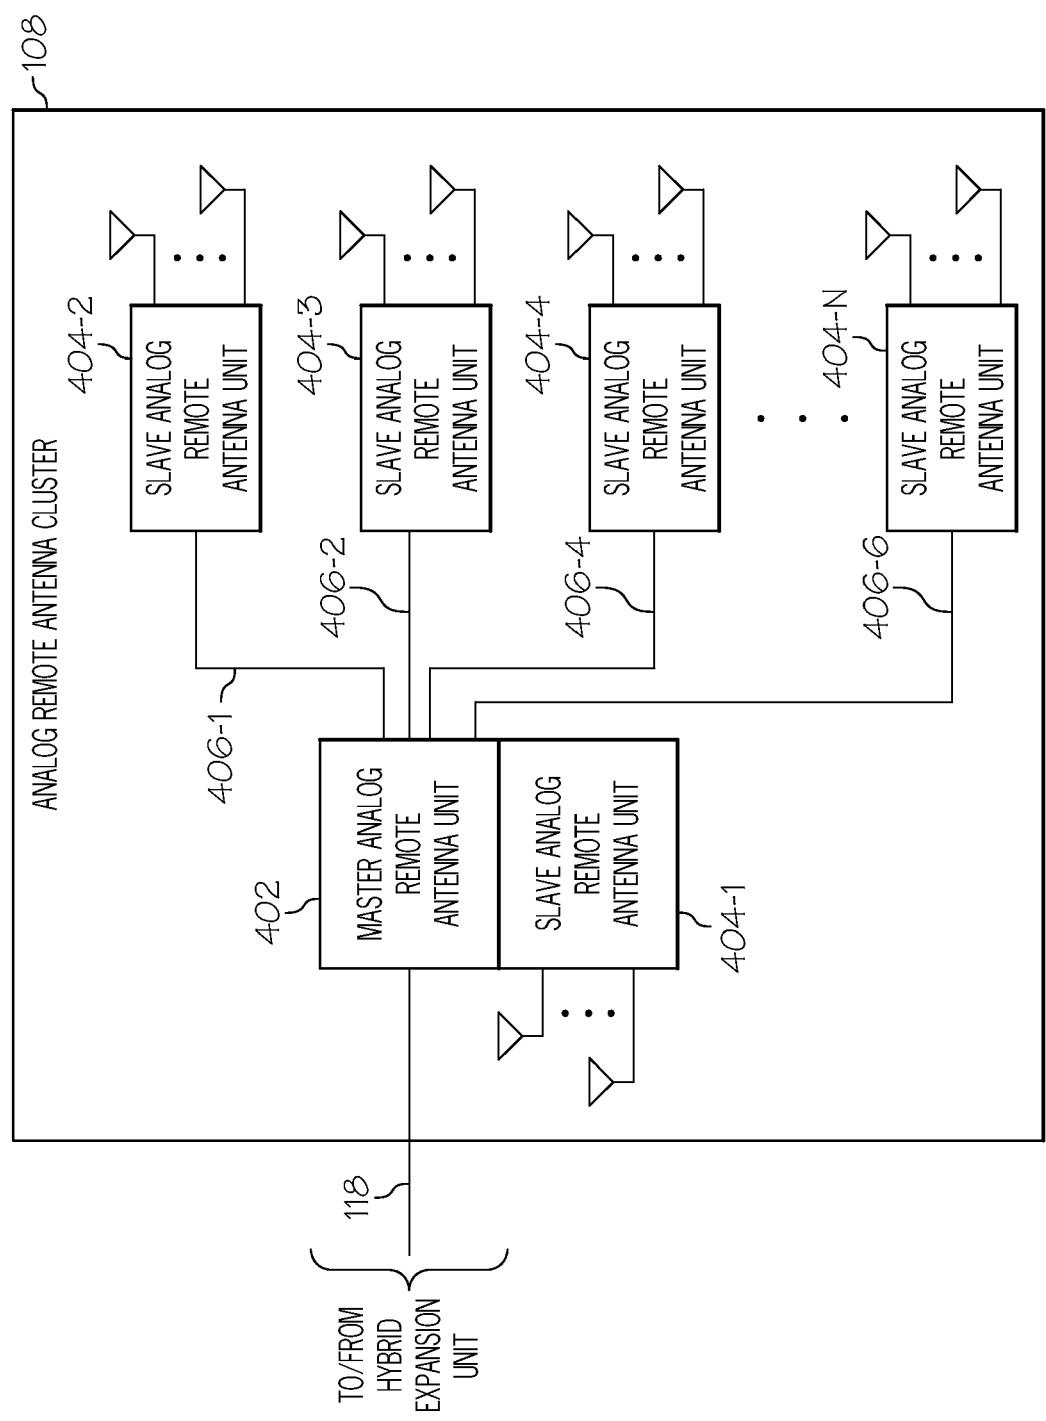 108
ANALOG REMOTE ANTENNA CLUSTER
404-2
SLAVE ANALOG
REMOTE
ANTENNA UNIT
406-1
404-3
SLAVE ANALOG
REMOTE
ANTENNA UNIT
406-2
404-4
SLAVE ANALOG
REMOTE
ANTENNA UNIT
406-4
404-N
SLAVE ANALOG
REMOTE
ANTENNA UNIT
406-6
402
MASTER ANALOG
REMOTE
ANTENNA UNIT
SLAVE ANALOG
REMOTE
ANTENNA UNIT
404-1
118
TO/FROM
HYBRID
EXPANSION
UNIT